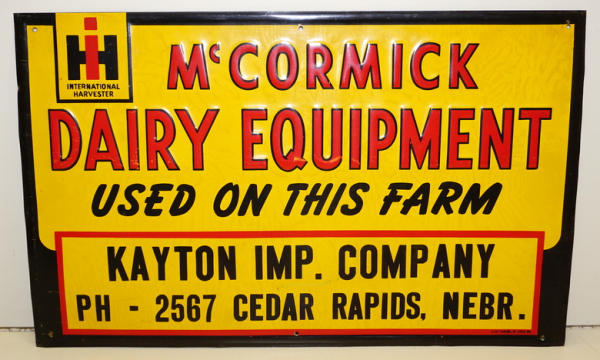 IH
INTERNATIONAL
HARVESTER
McCORMICK
DAIRY EQUIPMENT
USED ON THIS FARM
KAYTON IMP. COMPANY
PH - 2567 CEDAR RAPIDS, NEBR.